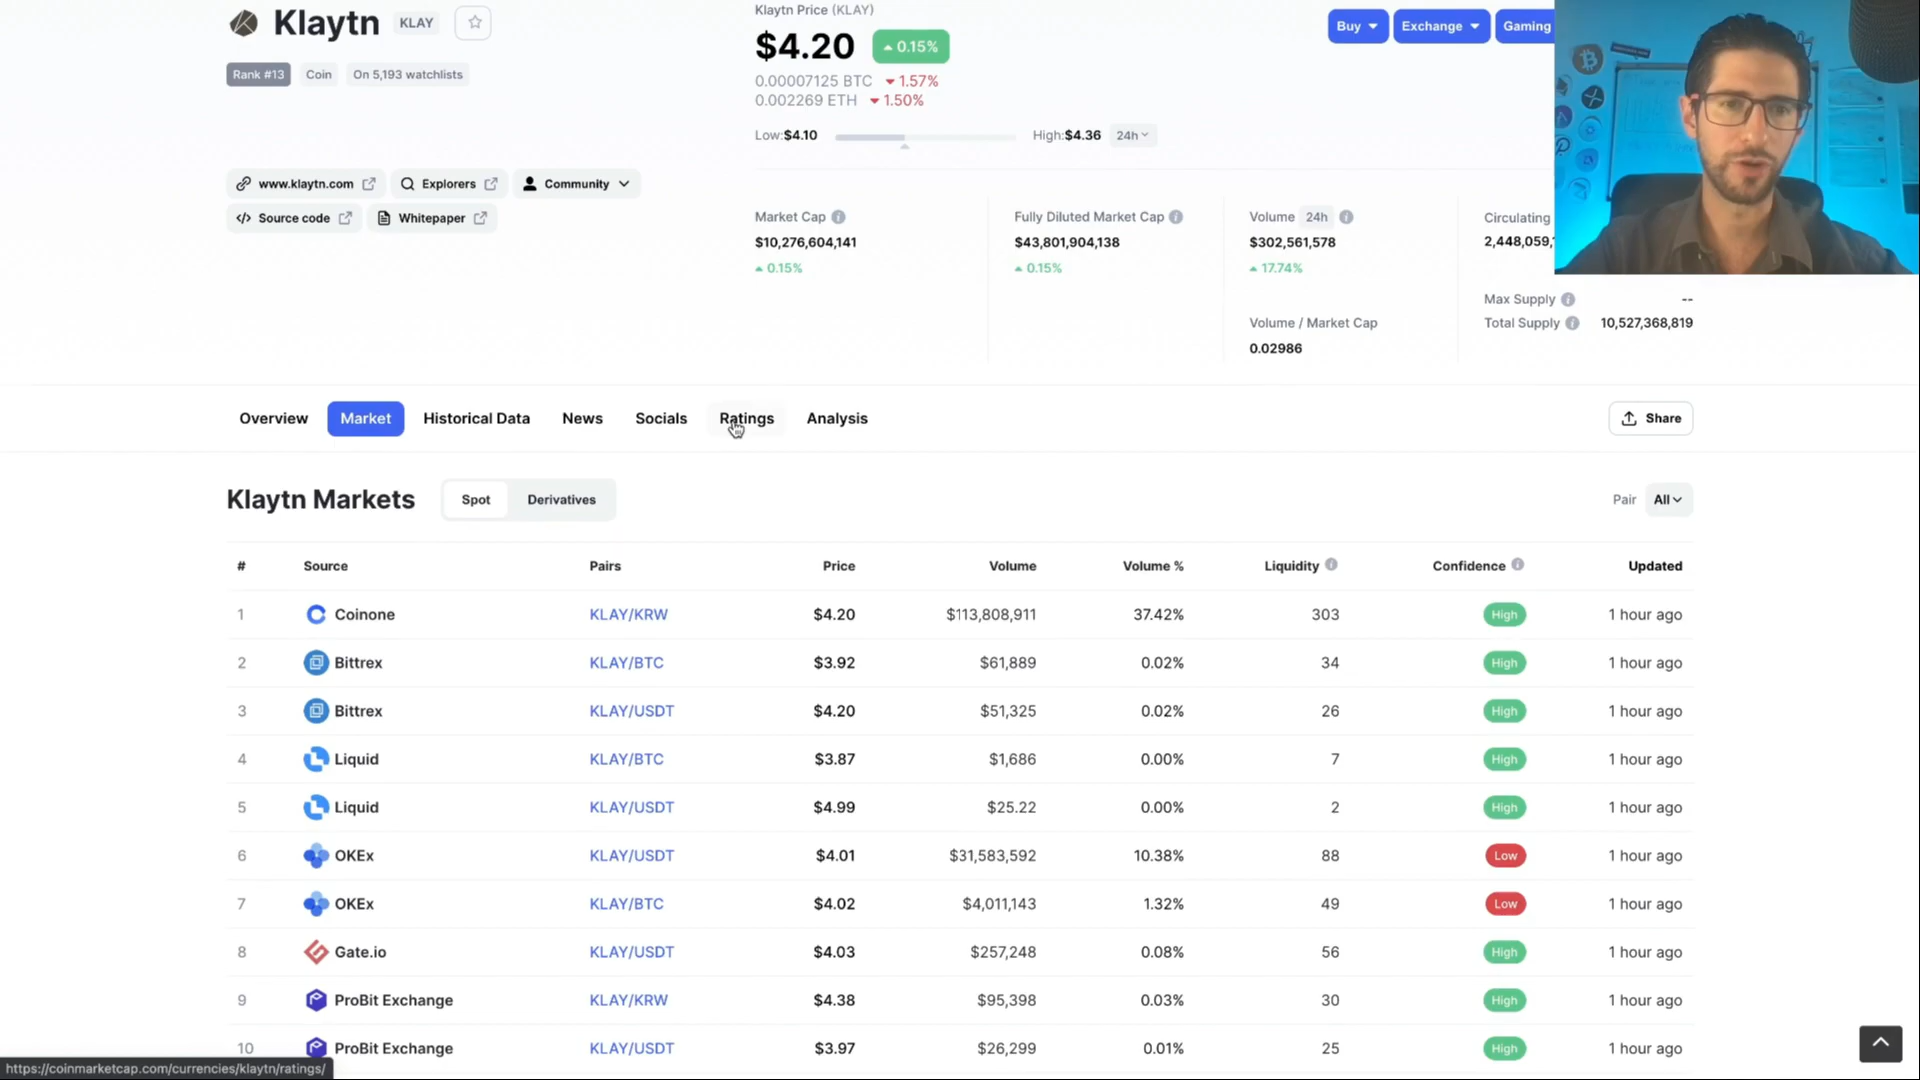 Klaytn KLAY
Rank #13 Coin On 5,193 watchlists
www.klaytn.com Explorers Community
Source code Whitepaper
Klaytn Price (KLAY)
$4.20 0.15%
0.00007125 BTC 1.57%
0.002269 ETH 1.50%
Low:$4.10 High:$4.36 24h
Buy Exchange Gaming
Market Cap
$10,276,604,141
0.15%
Fully Diluted Market Cap
$43,801,904,138
0.15%
Volume 24h
$302,561,578
17.74%
Volume / Market Cap
0.02986
Circulating
2,448,059,
Max Supply --
Total Supply 10,527,368,819
Overview Market Historical Data News Socials Ratings Analysis Share
Klaytn Markets Spot Derivatives Pair All
# Source Pairs Price Volume Volume % Liquidity Confidence Updated
1 Coinone KLAY/KRW $4.20 $113,808,911 37.42% 303 High 1 hour ago
2 Bittrex KLAY/BTC $3.92 $61,889 0.02% 34 High 1 hour ago
3 Bittrex KLAY/USDT $4.20 $51,325 0.02% 26 High 1 hour ago
4 Liquid KLAY/BTC $3.87 $1,686 0.00% 7 High 1 hour ago
5 Liquid KLAY/USDT $4.99 $25.22 0.00% 2 High 1 hour ago
6 OKEx KLAY/USDT $4.01 $31,583,592 10.38% 88 Low 1 hour ago
7 OKEx KLAY/BTC $4.02 $4,011,143 1.32% 49 Low 1 hour ago
8 Gate.io KLAY/USDT $4.03 $257,248 0.08% 56 High 1 hour ago
9 ProBit Exchange KLAY/KRW $4.38 $95,398 0.03% 30 High 1 hour ago
10 ProBit Exchange KLAY/USDT $3.97 $26,299 0.01% 25 High 1 hour ago
https://coinmarketcap.com/currencies/klaytn/ratings/